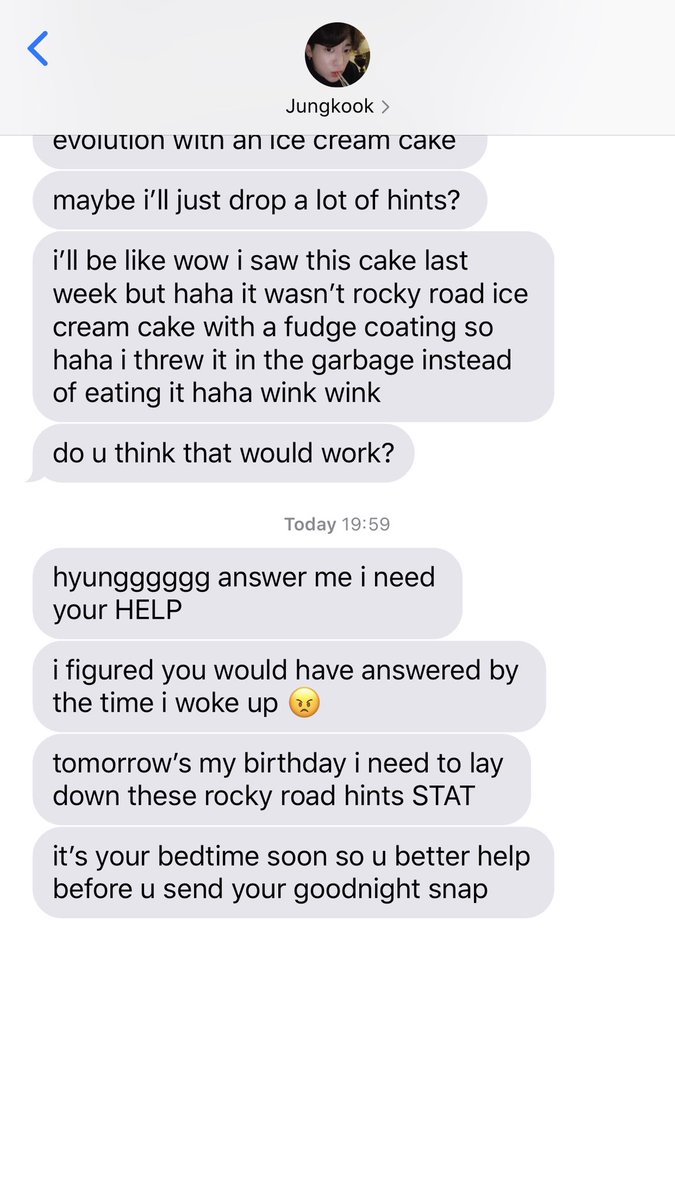 Jungkook
evolution with an ice cream cake
maybe i’ll just drop a lot of hints?
i’ll be like wow i saw this cake last
week but haha it wasn’t rocky road ice
cream cake with a fudge coating so
haha i threw it in the garbage instead
of eating it haha wink wink
do u think that would work?
Today 19:59
hyungggggg answer me i need
your HELP
i figured you would have answered by
the time i woke up 😠
tomorrow’s my birthday i need to lay
down these rocky road hints STAT
it’s your bedtime soon so u better help
before u send your goodnight snap